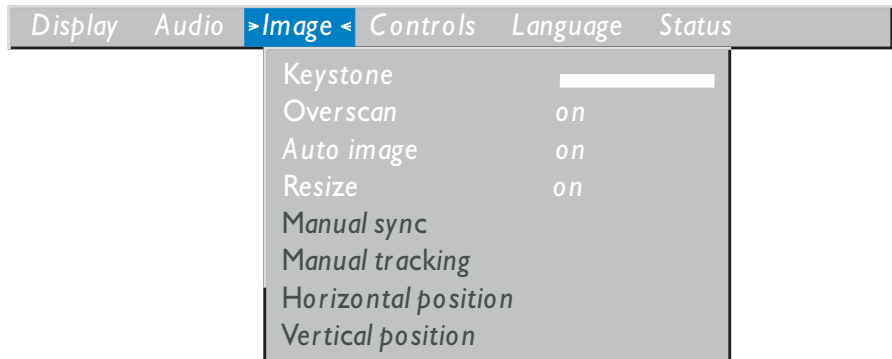 Display Audio >Image< Controls Language Status
Keystone
Overscan on
Auto image on
Resize on
Manual sync
Manual tracking
Horizontal position
Vertical position